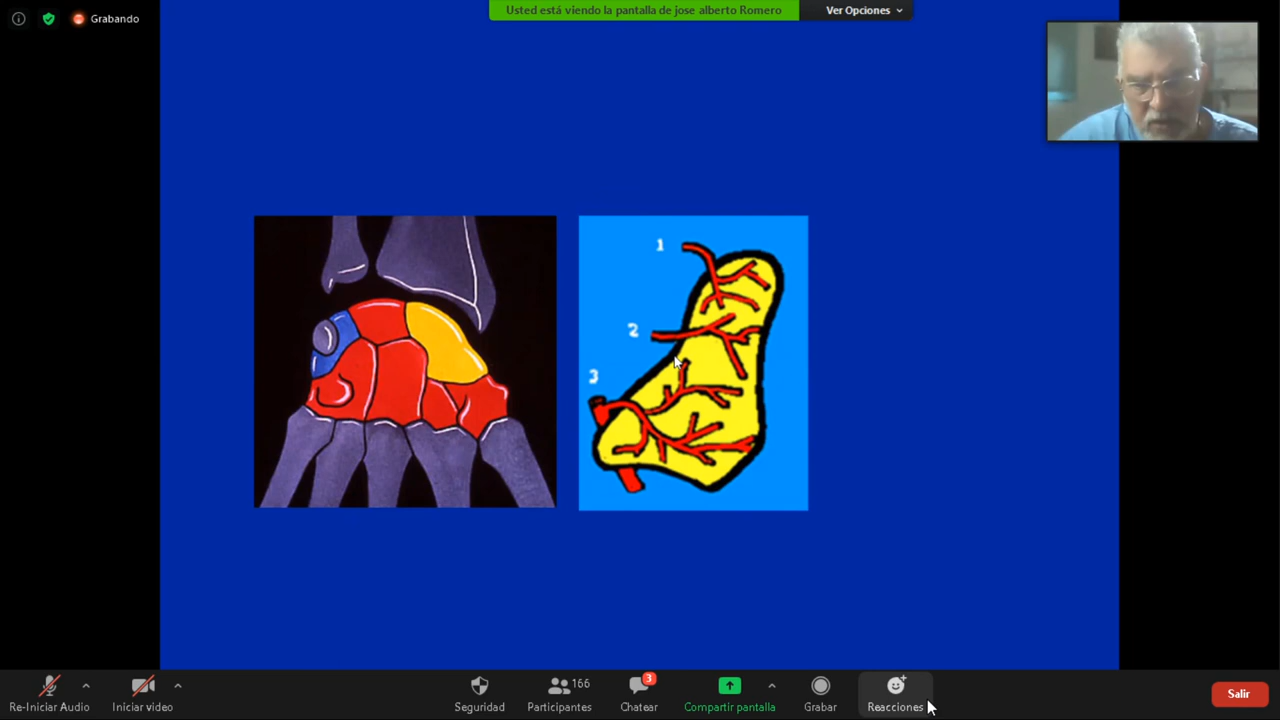 Grabando
Usted está viendo la pantalla de jose alberto Romero
Ver Opciones
1
2
3
Re-Iniciar Audio
Iniciar video
Seguridad
166
Participantes
3
Chatear
Compartir pantalla
Grabar
Reacciones
Salir